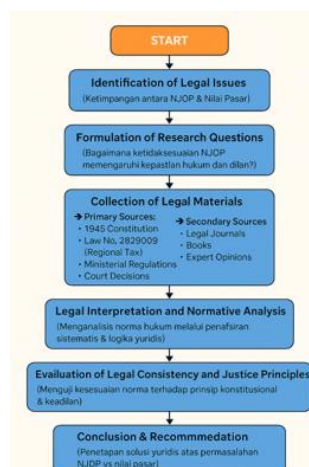 START
Identification of Legal Issues
(Ketimpangan antara NJOP & Nilai Pasar)
Formulation of Research Questions
(Bagaimana ketidaksesuaian NJOP
memengaruhi kepastian hukum dan dilan?)
Collection of Legal Materials
→ Primary Sources:
• 1945 Constitution
• Law No, 2829009
(Regional Tax)
• Ministerial Regulations
• Court Decisions
→ Secondary Sources
• Legal Journals
• Books
• Expert Opinions
Legal Interpretation and Normative Analysis
(Menganalisis norma hukum melalui penafsiran
sistematis & logika yuridis)
Evailuation of Legal Consistency and Justice Principles
(Menguji kesesuaian norma terhadap prinsip konstitusional
& keadilan)
Conclusion & Recommmedation
(Penetapan solusi yuridis atas permasalahan
NJDP vs nilai pasar)